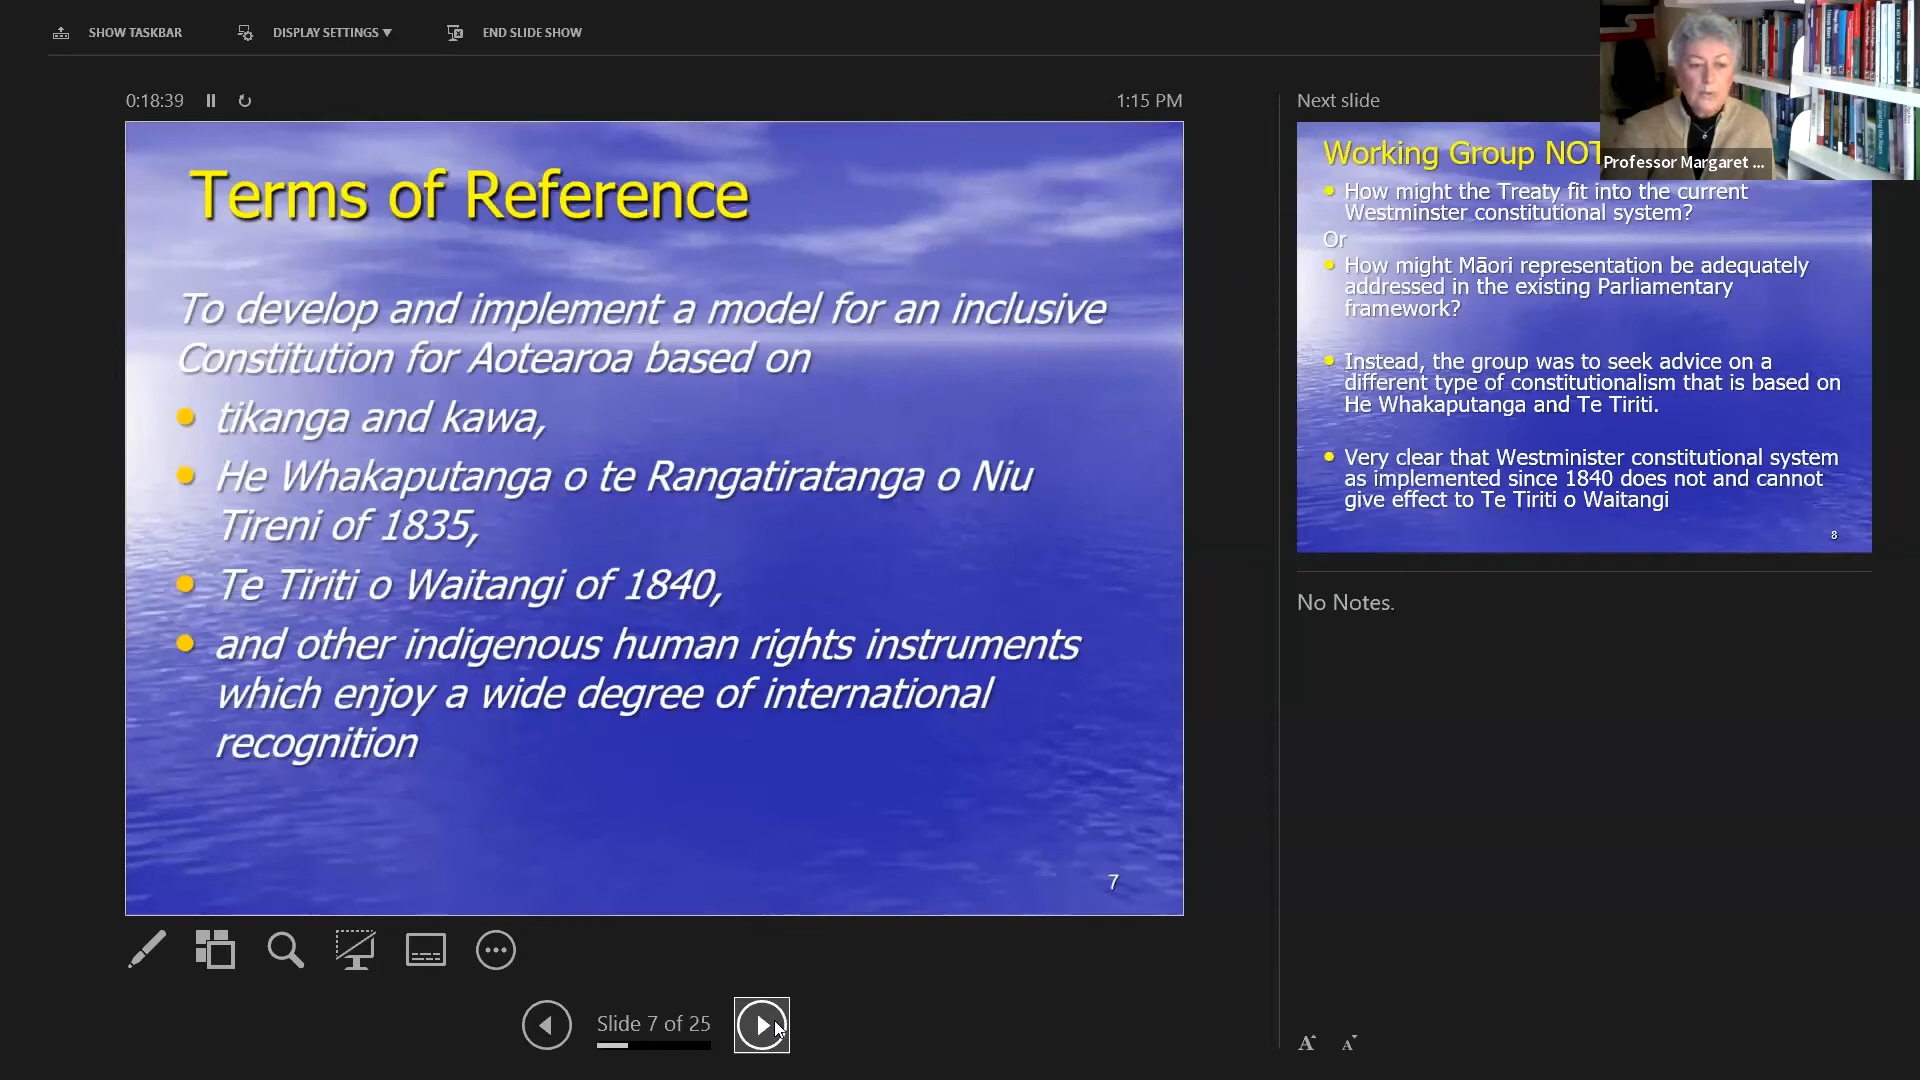 SHOW TASKBAR
DISPLAY SETTINGS
END SLIDE SHOW
0:18:39
1:15 PM
Terms of Reference
To develop and implement a model for an inclusive
Constitution for Aotearoa based on
tikanga and kawa,
He Whakaputanga o te Rangatiratanga o Niu
Tireni of 1835,
Te Tiriti o Waitangi of 1840,
and other indigenous human rights instruments
which enjoy a wide degree of international
recognition
7
Slide 7 of 25
Next slide
Professor Margaret ...
Working Group NOT
How might the Treaty fit into the current
Westminster constitutional system?
Or
How might Māori representation be adequately
addressed in the existing Parliamentary
framework?
Instead, the group was to seek advice on a
different type of constitutionalism that is based on
He Whakaputanga and Te Tiriti.
Very clear that Westminister constitutional system
as implemented since 1840 does not and cannot
give effect to Te Tiriti o Waitangi
8
No Notes.
A A